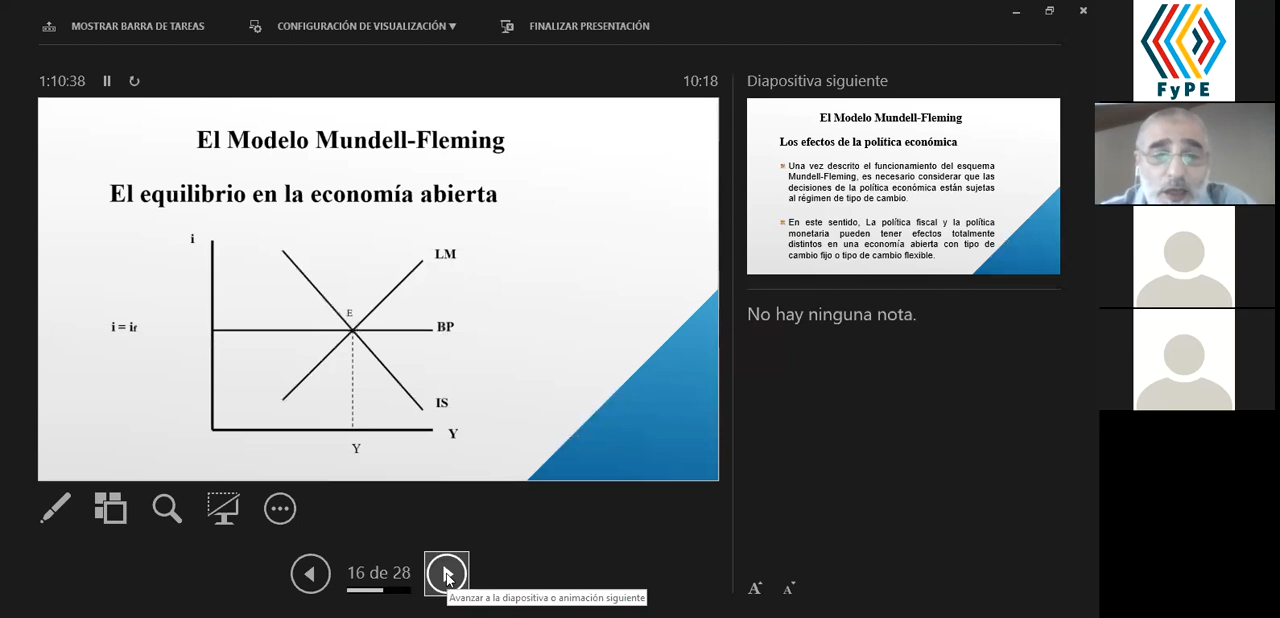 MOSTRAR BARRA DE TAREAS
CONFIGURACIÓN DE VISUALIZACIÓN ▼
FINALIZAR PRESENTACIÓN
1:10:38
10:18
El Modelo Mundell-Fleming
El equilibrio en la economía abierta
i
LM
E
i = if
BP
IS
Y
Y
16 de 28
Avanzar a la diapositiva o animación siguiente
Diapositiva siguiente
El Modelo Mundell-Fleming
Los efectos de la política económica
Una vez descrito el funcionamiento del esquema
Mundell-Fleming, es necesario considerar que las
decisiones de la política económica están sujetas
al régimen de tipo de cambio.
En este sentido, La política fiscal y la política
monetaria pueden tener efectos totalmente
distintos en una economía abierta con tipo de
cambio fijo o tipo de cambio flexible.
No hay ninguna nota.
A A
FyPE